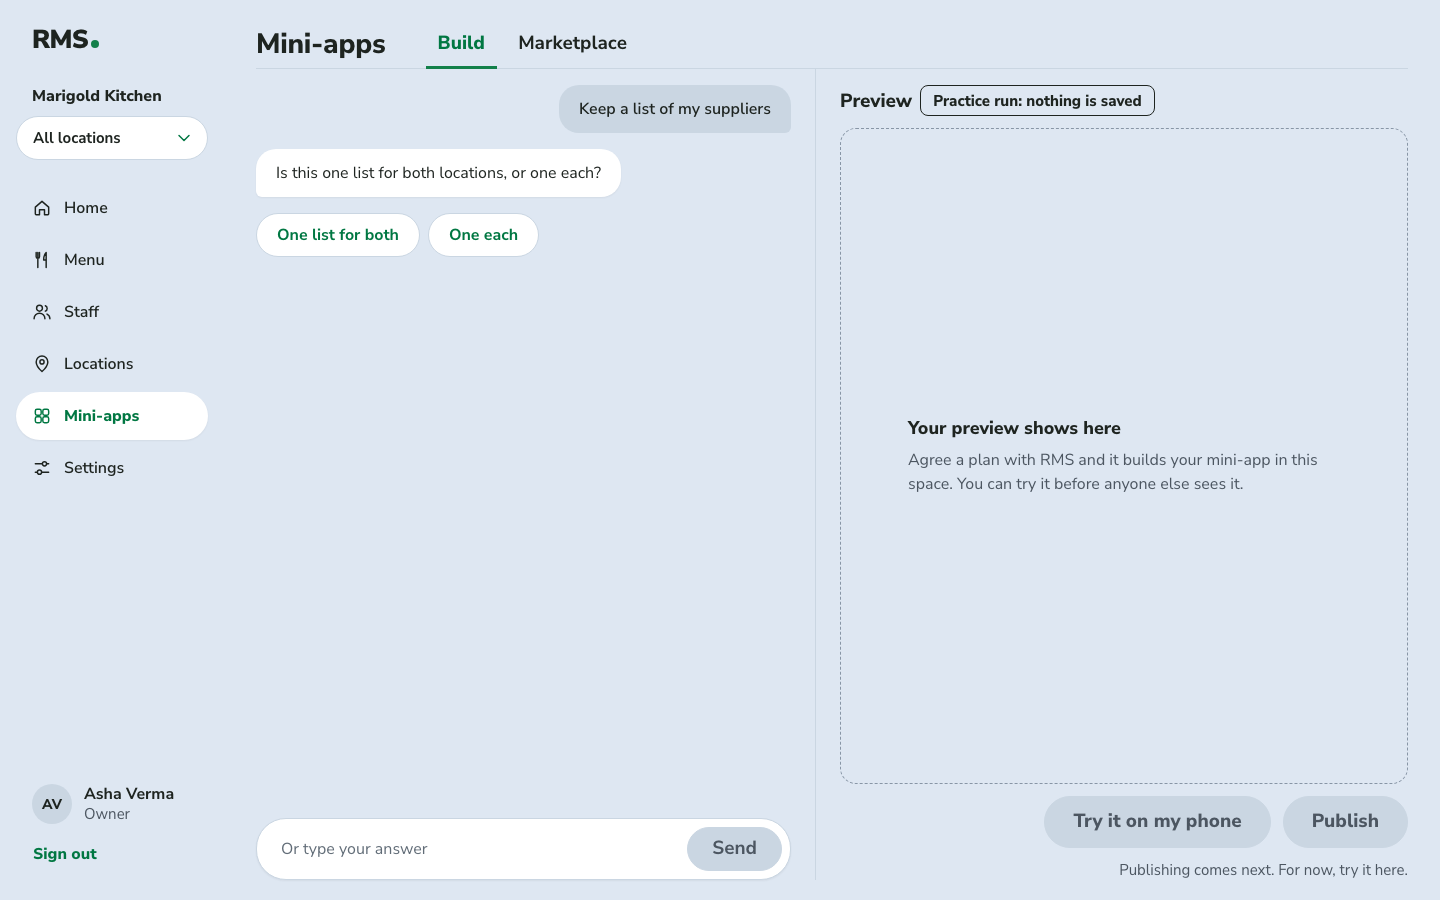 RMS.
Marigold Kitchen
All locations
Home
Menu
Staff
Locations
Mini-apps
Settings
AV
Asha Verma
Owner
Sign out
Mini-apps
Build
Marketplace
Keep a list of my suppliers
Is this one list for both locations, or one each?
One list for both
One each
Or type your answer
Send
Preview
Practice run: nothing is saved
Your preview shows here
Agree a plan with RMS and it builds your mini-app in this
space. You can try it before anyone else sees it.
Try it on my phone
Publish
Publishing comes next. For now, try it here.